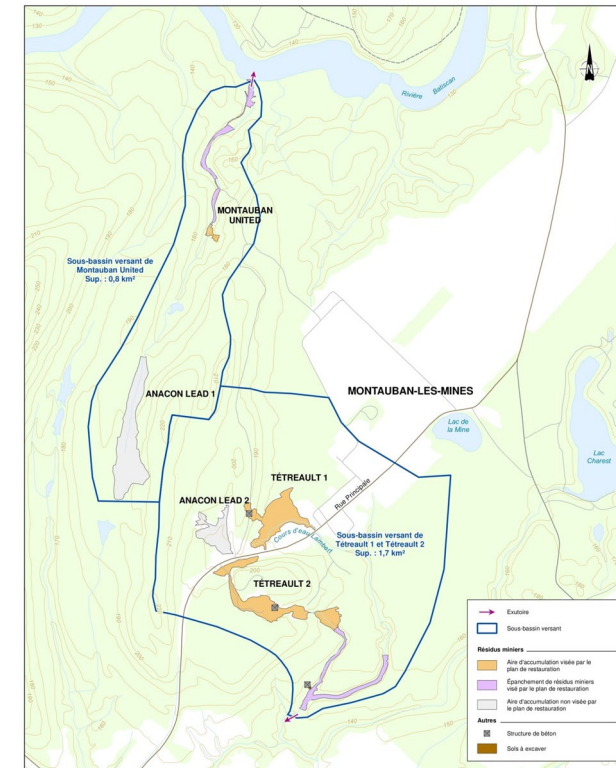 Rivière Batiscan
MONTAUBAN
UNITED
Sous-bassin versant de
Montauban United
Sup. : 0,8 km²
ANACON LEAD 1
MONTAUBAN-LES-MINES
Lac de
la Mine
Lac
Charest
TÉTREAULT 1
Rue Principale
ANACON LEAD 2
Cours d'eau Lambert
Sous-bassin versant de
Tétreault 1 et Tétreault 2
Sup. : 1,7 km²
TÉTREAULT 2
N
Exutoire
Sous-bassin versant
Résidus miniers
Aire d'accumulation visée par le
plan de restauration
Épanchement de résidus miniers
visé par le plan de restauration
Aire d'accumulation non visée par
le plan de restauration
Autres
Structure de béton
Sols à excaver